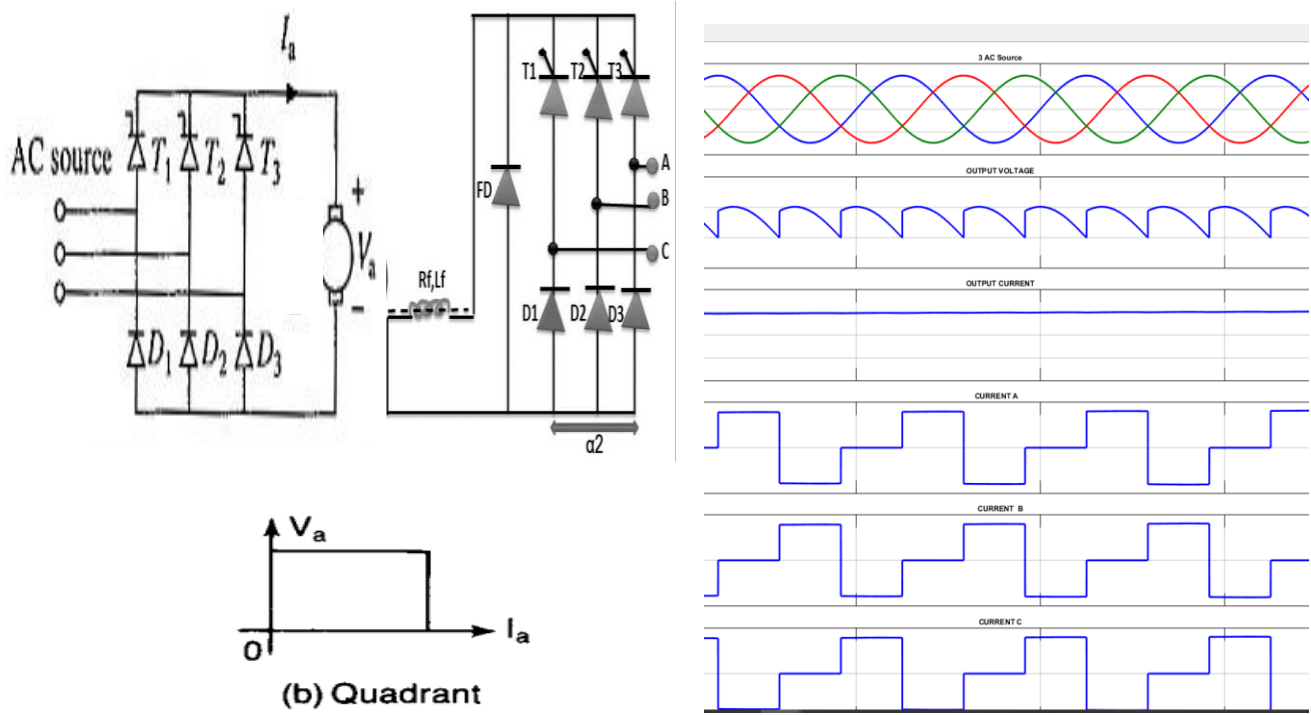 I a
AC source
T1 T2 T3
+
Va
−
D1 D2 D3
T1 T2 T3
A
FD
B
C
Rf,Lf
D1 D2 D3
α2
Va
0
Ia
(b) Quadrant
3 AC Source
OUTPUT VOLTAGE
OUTPUT CURRENT
CURRENT A
CURRENT B
CURRENT C